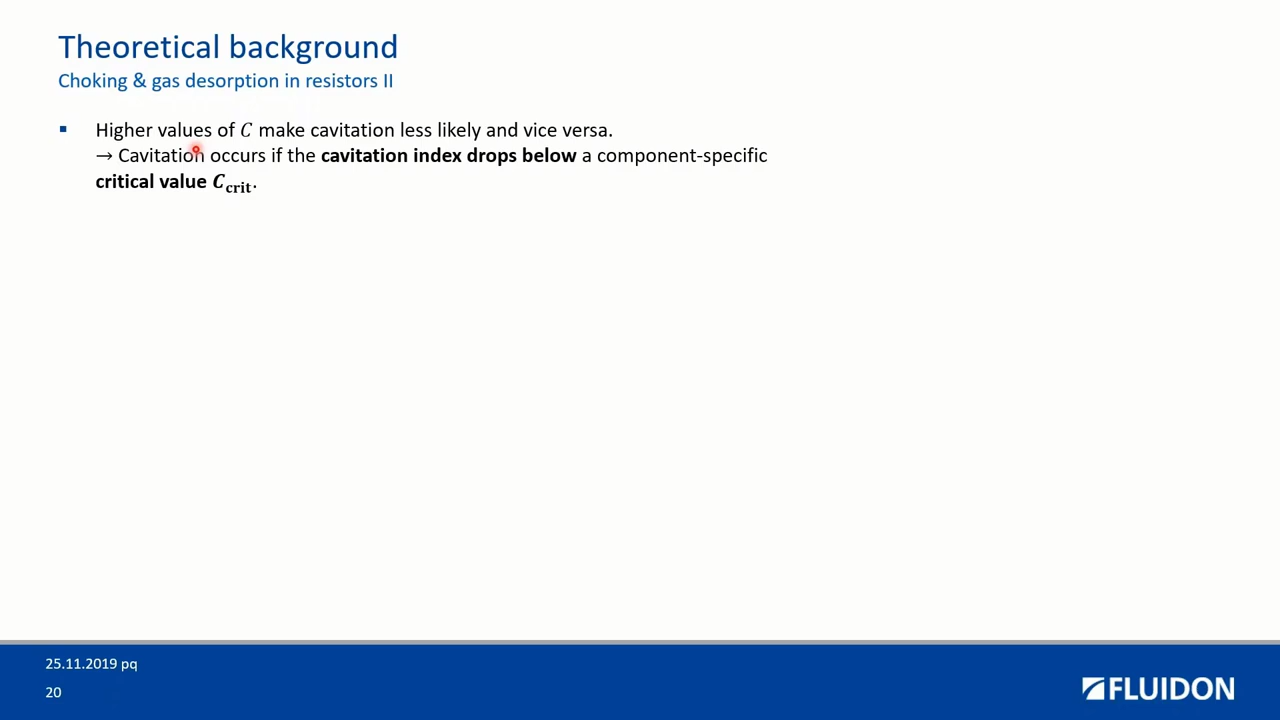 Theoretical background
Choking & gas desorption in resistors II
▪ Higher values of C make cavitation less likely and vice versa.
→ Cavitation occurs if the cavitation index drops below a component-specific
critical value C_crit.
25.11.2019 pq
20
FLUIDON